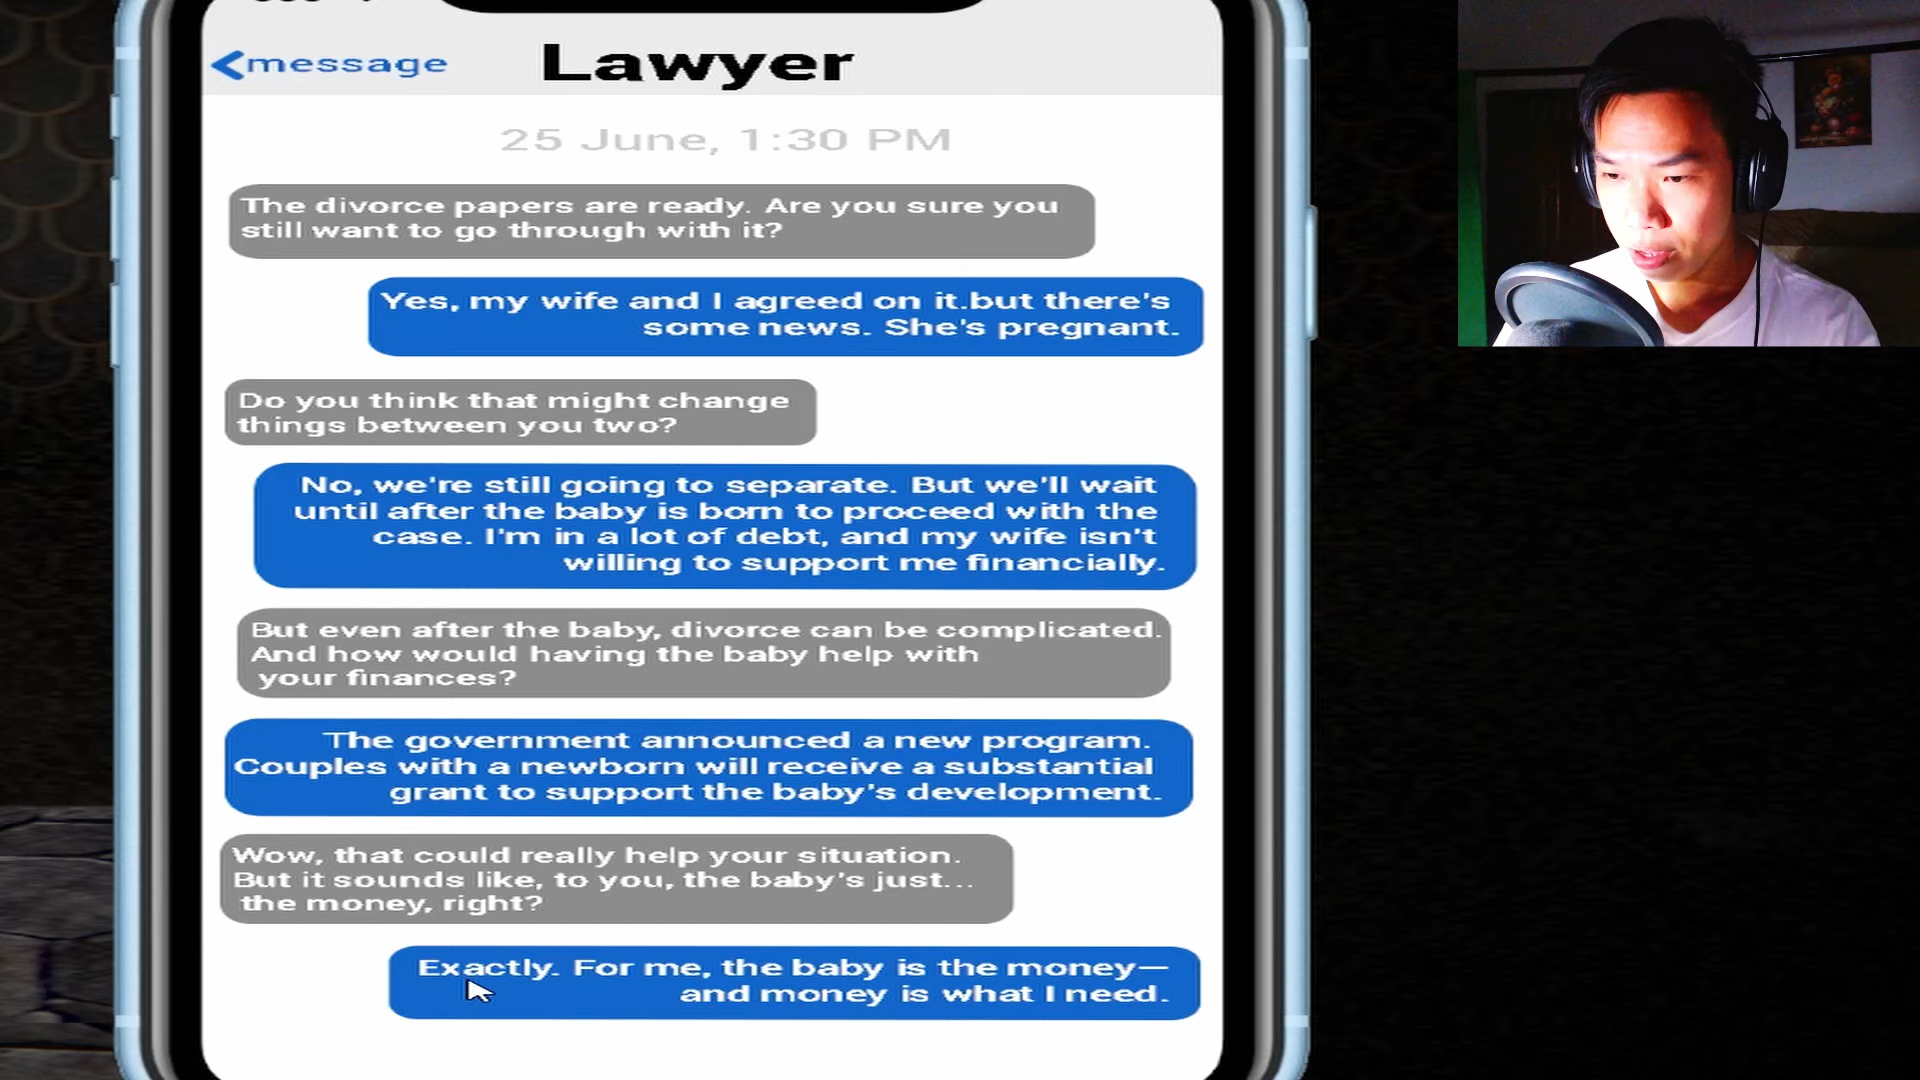 message
Lawyer
25 June, 1:30 PM
The divorce papers are ready. Are you sure you
still want to go through with it?
Yes, my wife and I agreed on it.but there's
some news. She's pregnant.
Do you think that might change
things between you two?
No, we're still going to separate. But we'll wait
until after the baby is born to proceed with the
case. I'm in a lot of debt, and my wife isn't
willing to support me financially.
But even after the baby, divorce can be complicated.
And how would having the baby help with
your finances?
The government announced a new program.
Couples with a newborn will receive a substantial
grant to support the baby's development.
Wow, that could really help your situation.
But it sounds like, to you, the baby's just...
the money, right?
Exactly. For me, the baby is the money—
and money is what I need.